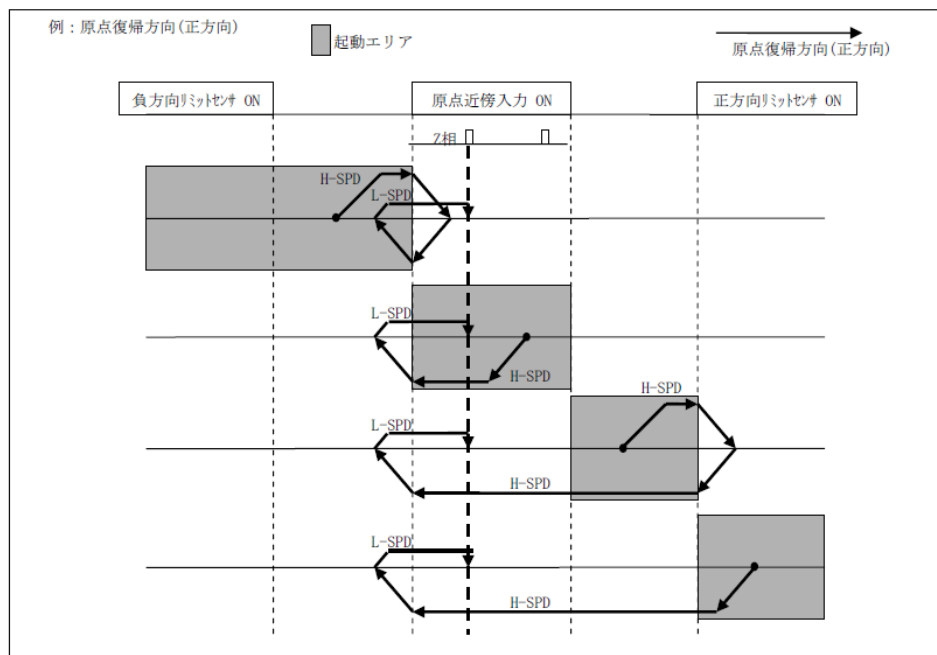 例：原点復帰方向(正方向)
起動エリア
原点復帰方向(正方向)
負方向リミットセンサ ON
原点近傍入力 ON
正方向リミットセンサ ON
Z相
H-SPD
L-SPD
L-SPD
H-SPD
H-SPD
L-SPD
H-SPD
L-SPD
H-SPD